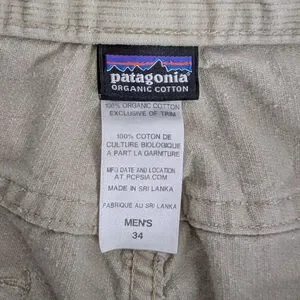 patagonia®
ORGANIC COTTON
100% ORGANIC COTTON
EXCLUSIVE OF TRIM
100% COTON DE
CULTURE BIOLOGIQUE
A PART LA GARNITURE
MFG DATE AND LOCATION
AT PCPSIA.COM
MADE IN SRI LANKA
FABRIQUE AU SRI LANKA
MEN'S
34